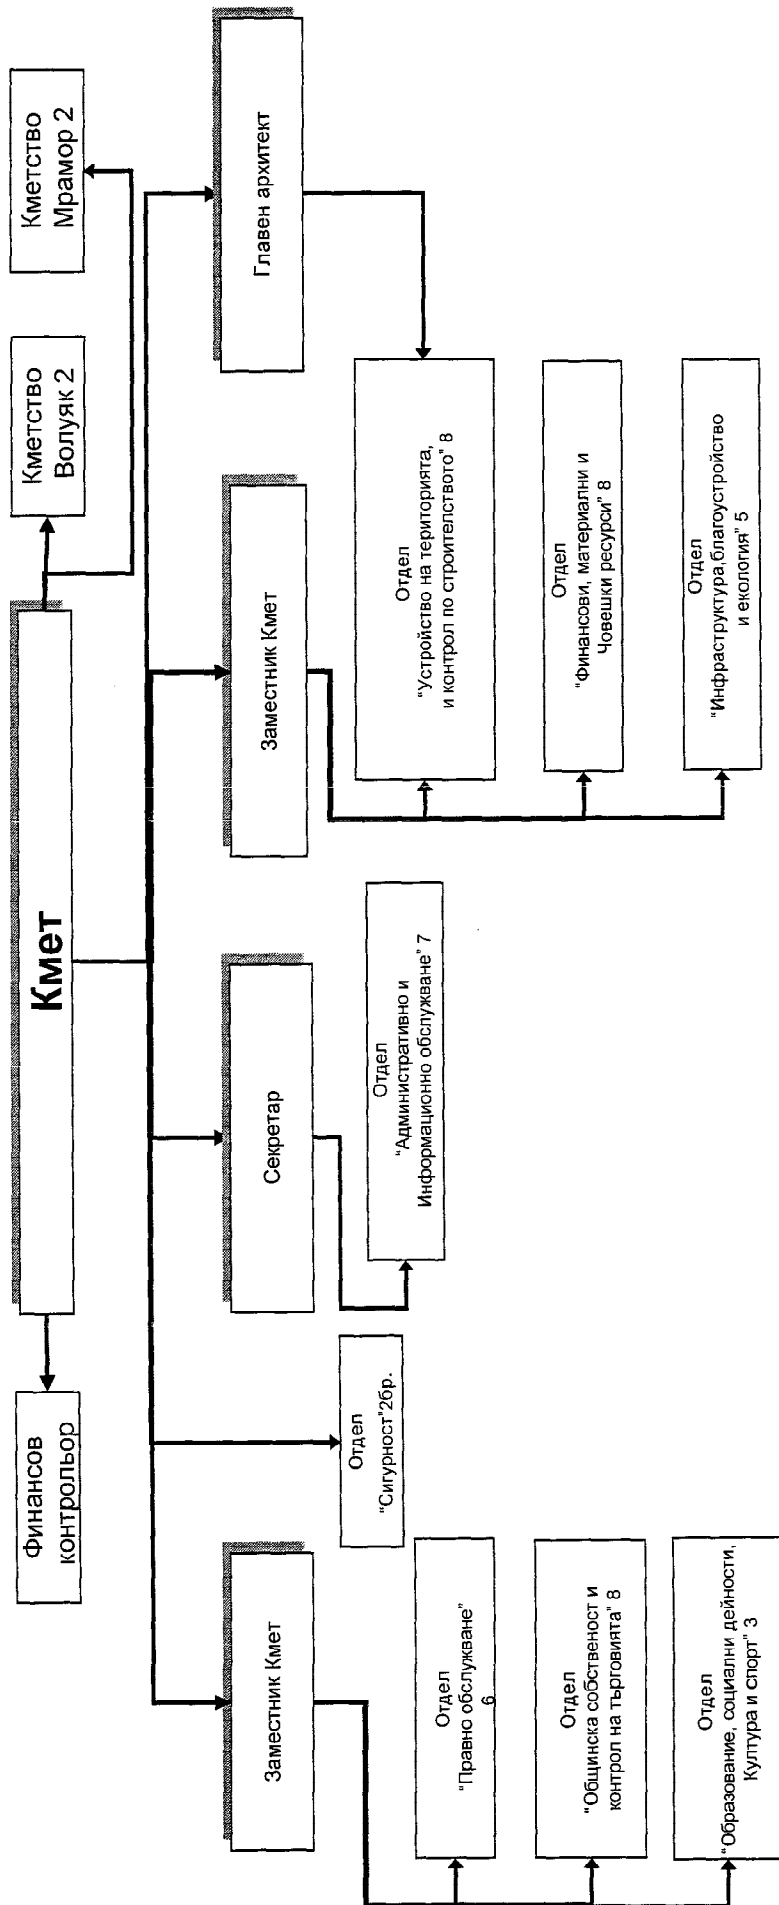 Финансов
контрольор
Кмет
Кметство
Волуяк 2
Кметство
Мрамор 2
Заместник Кмет
Секретар
Заместник Кмет
Главен архитект
Отдел
"Сигурност"2бр.
Отдел
"Правно обслужване"
6
Отдел
"Общинска собственост и
контрол на търговията" 8
Отдел
"Образование, социални дейности,
Култура и спорт" 3
Отдел
"Административно и
Информационно обслужване" 7
Отдел
"Устройство на територията,
и контрол по строителството" 8
Отдел
"Финансови, материални и
Човешки ресурси" 8
Отдел
"Инфраструктура,благоустройство
и екология" 5